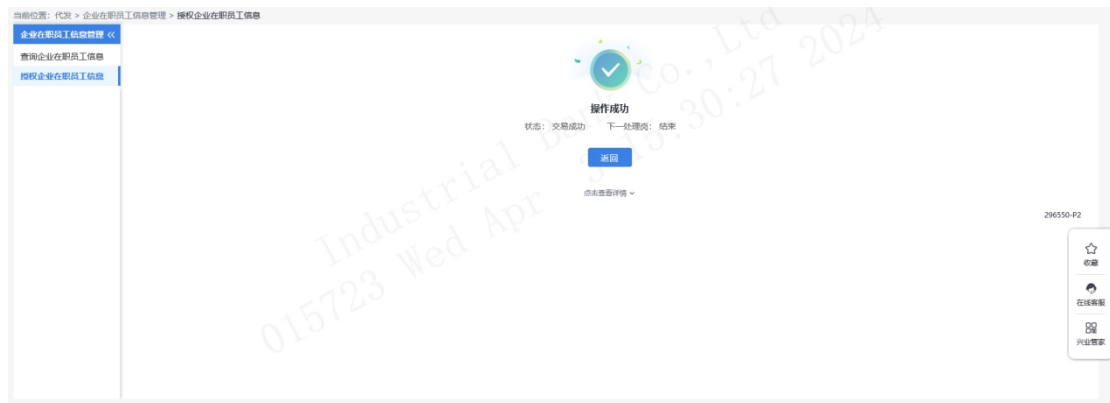 当前位置：代发 > 企业在职员工信息管理 > 授权企业在职员工信息
企业在职员工信息管理 «
查询企业在职员工信息
授权企业在职员工信息
操作成功
状态： 交易成功 下一处理岗： 结束
返回
点击查看详情
296550-P2
收藏
在线客服
兴业管家
Industrial Bank Co.,Ltd
015723 Wed Apr 3 15:30:27 2024